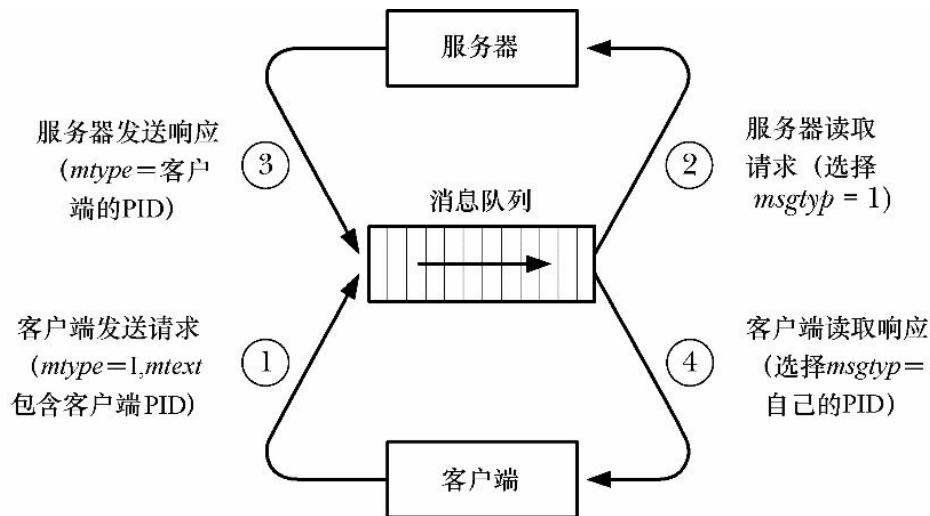 服务器
服务器发送响应
（mtype＝客户
端的PID）
③
②
服务器读取
请求（选择
msgtyp = 1）
消息队列
客户端发送请求
（mtype＝1,mtext
包含客户端PID）
①
④
客户端读取响应
（选择msgtyp＝
自己的PID）
客户端